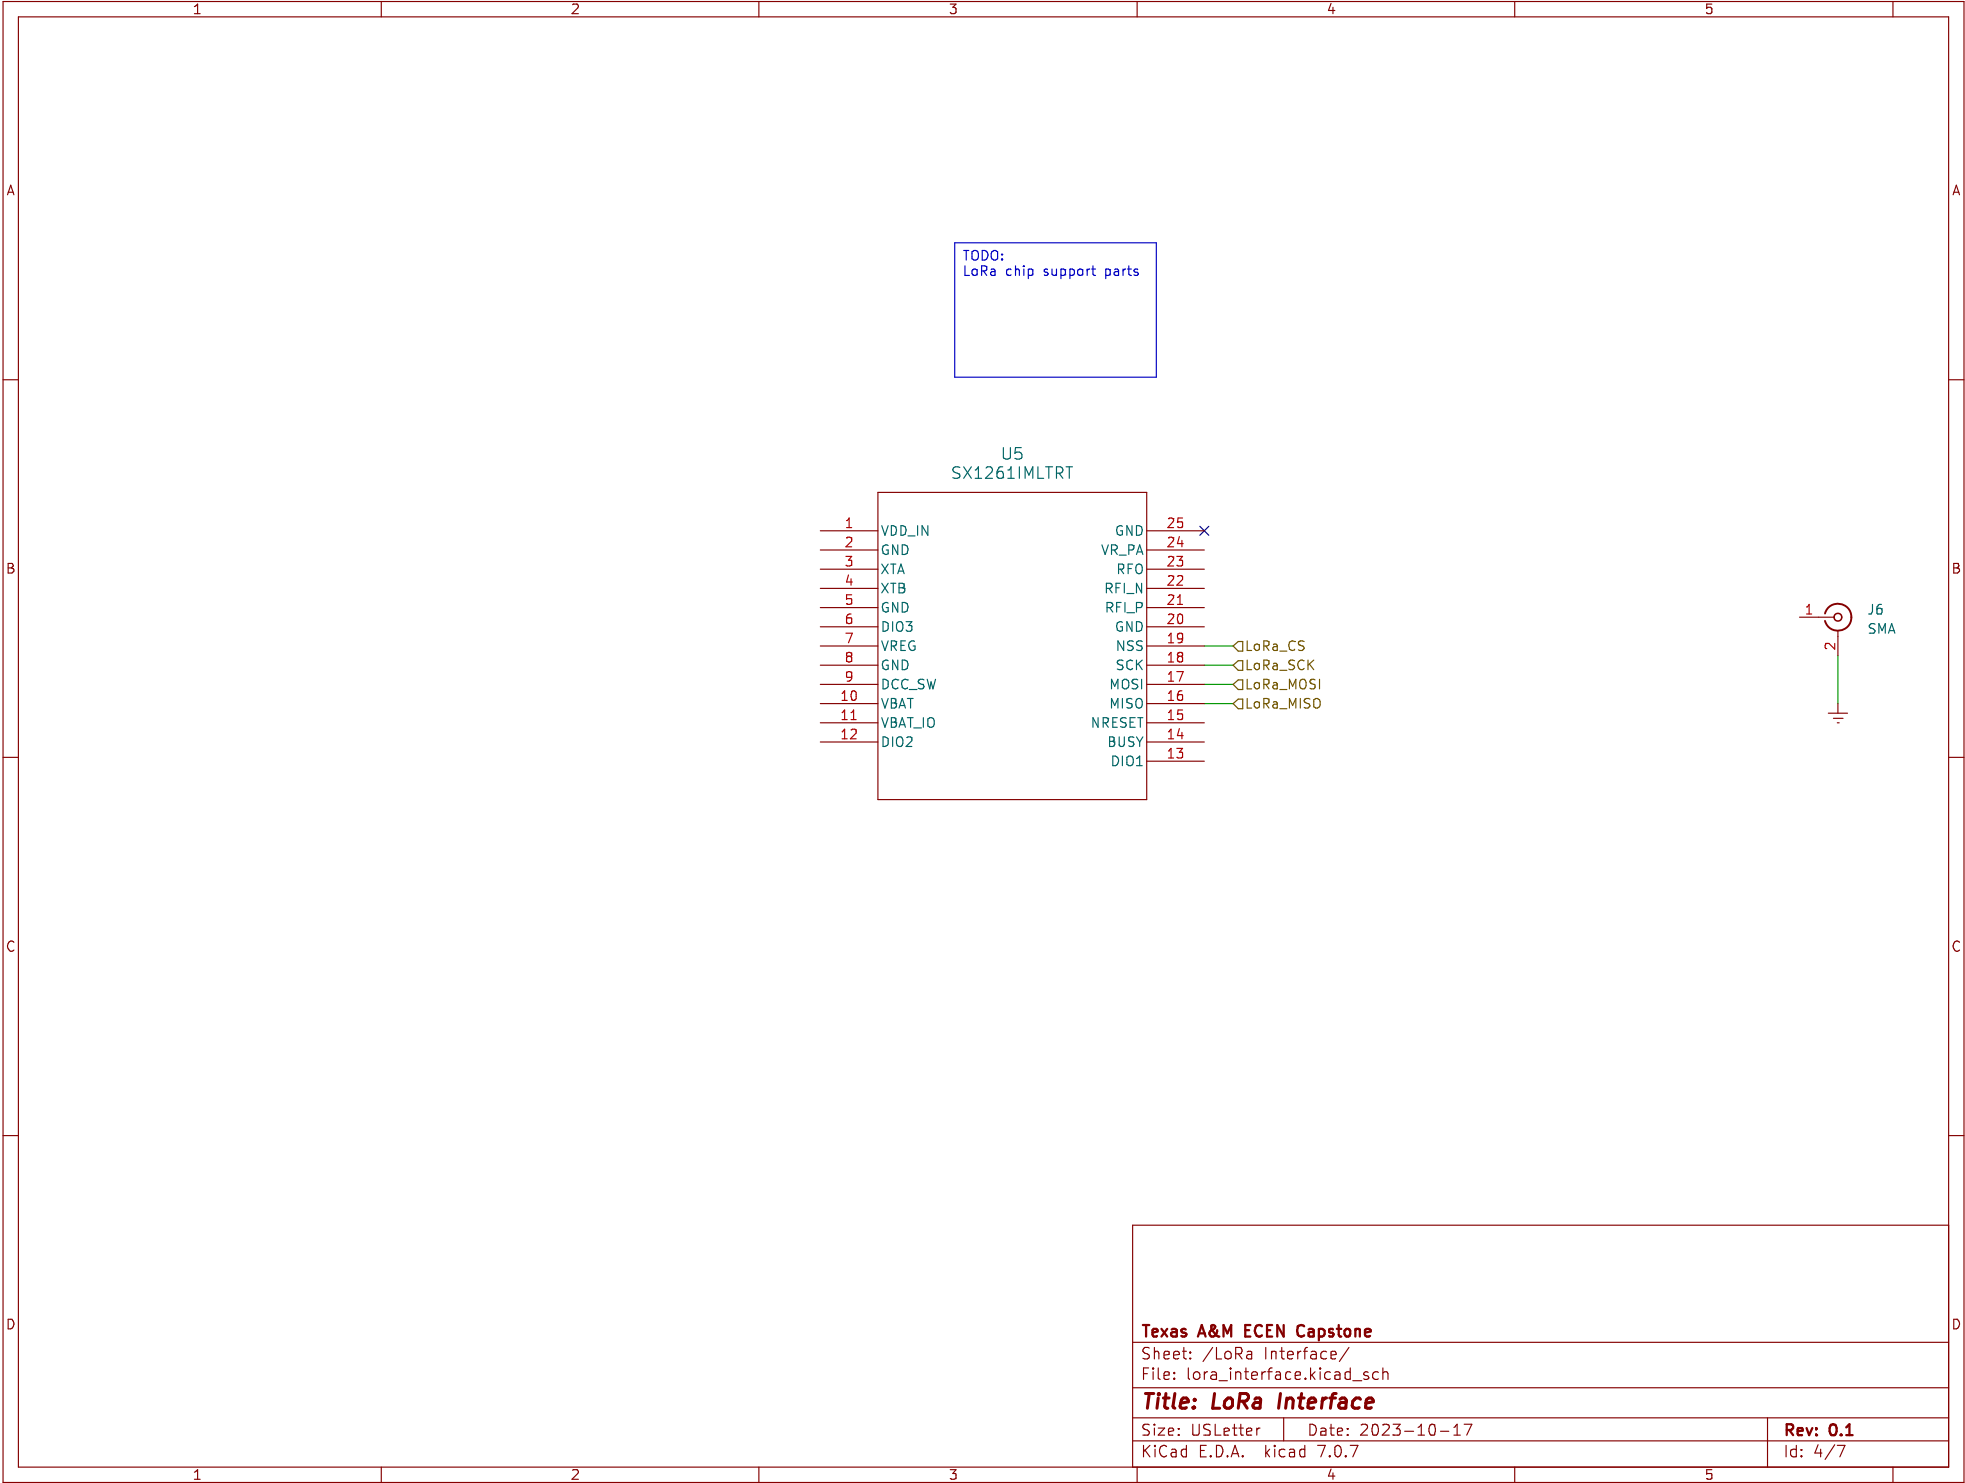 1 2 3 4 5
A A
TODO:
LoRa chip support parts
U5
SX1261IMLTRT
1 VDD_IN GND 25
2 GND VR_PA 24
3 XTA RFO 23
B B
4 XTB RFI_N 22
5 GND RFI_P 21
1 J6
6 DIO3 GND 20
SMA
7 VREG NSS 19 LoRa_CS
2
8 GND SCK 18 LoRa_SCK
9 DCC_SW MOSI 17 LoRa_MOSI
10 VBAT MISO 16 LoRa_MISO
11 VBAT_IO NRESET 15
12 DIO2 BUSY 14
DIO1 13
C C
D D
Texas A&M ECEN Capstone
Sheet: /LoRa Interface/
File: lora_interface.kicad_sch
Title: LoRa Interface
Size: USLetter Date: 2023-10-17 Rev: 0.1
KiCad E.D.A. kicad 7.0.7 Id: 4/7
1 2 3 4 5